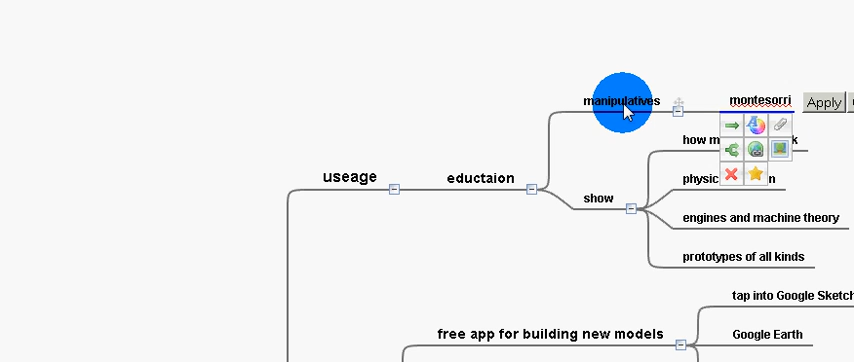 manipulatives
montesorri
Apply
how m
physic
useage
eductaion
show
engines and machine theory
prototypes of all kinds
tap into Google Sketch
free app for building new models
Google Earth